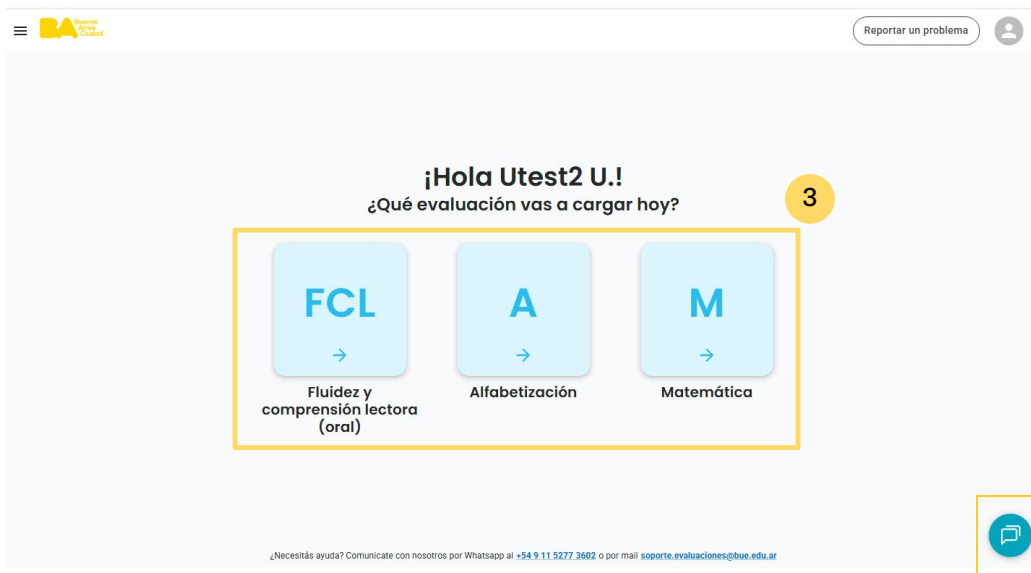 Buenos
Aires
Ciudad
BA
Reportar un problema
¡Hola Utest2 U.!
¿Qué evaluación vas a cargar hoy?
3
FCL
A
M
Fluidez y
comprensión lectora
(oral)
Alfabetización
Matemática
¿Necesitás ayuda? Comunicate con nosotros por Whatsapp al +54 9 11 5277 3602 o por mail soporte.evaluaciones@bue.edu.ar